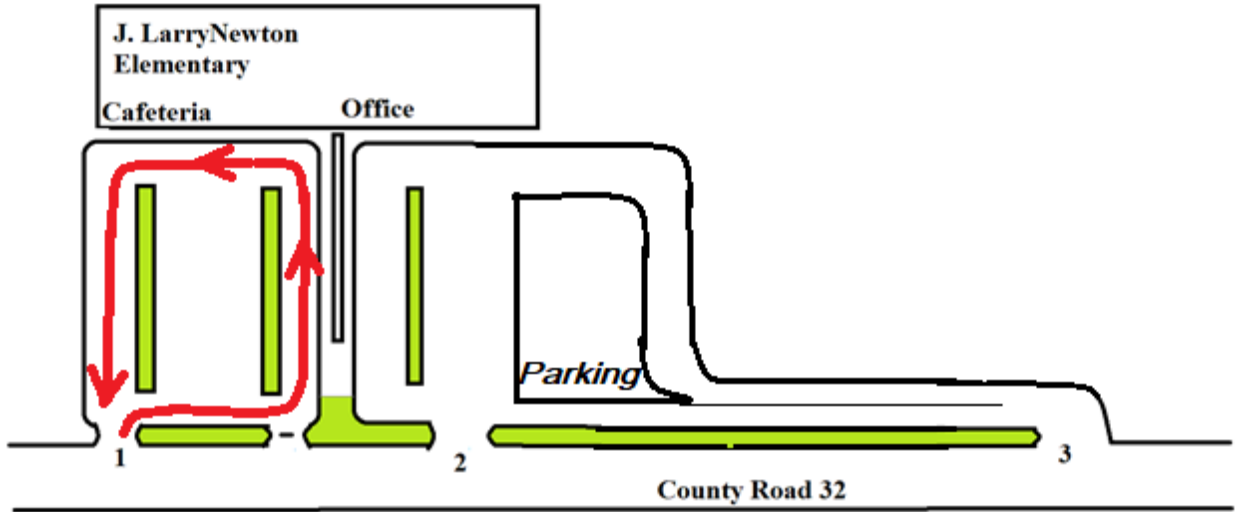 J. LarryNewton
Elementary
Cafeteria
Office
Parking
1
2
3
County Road 32